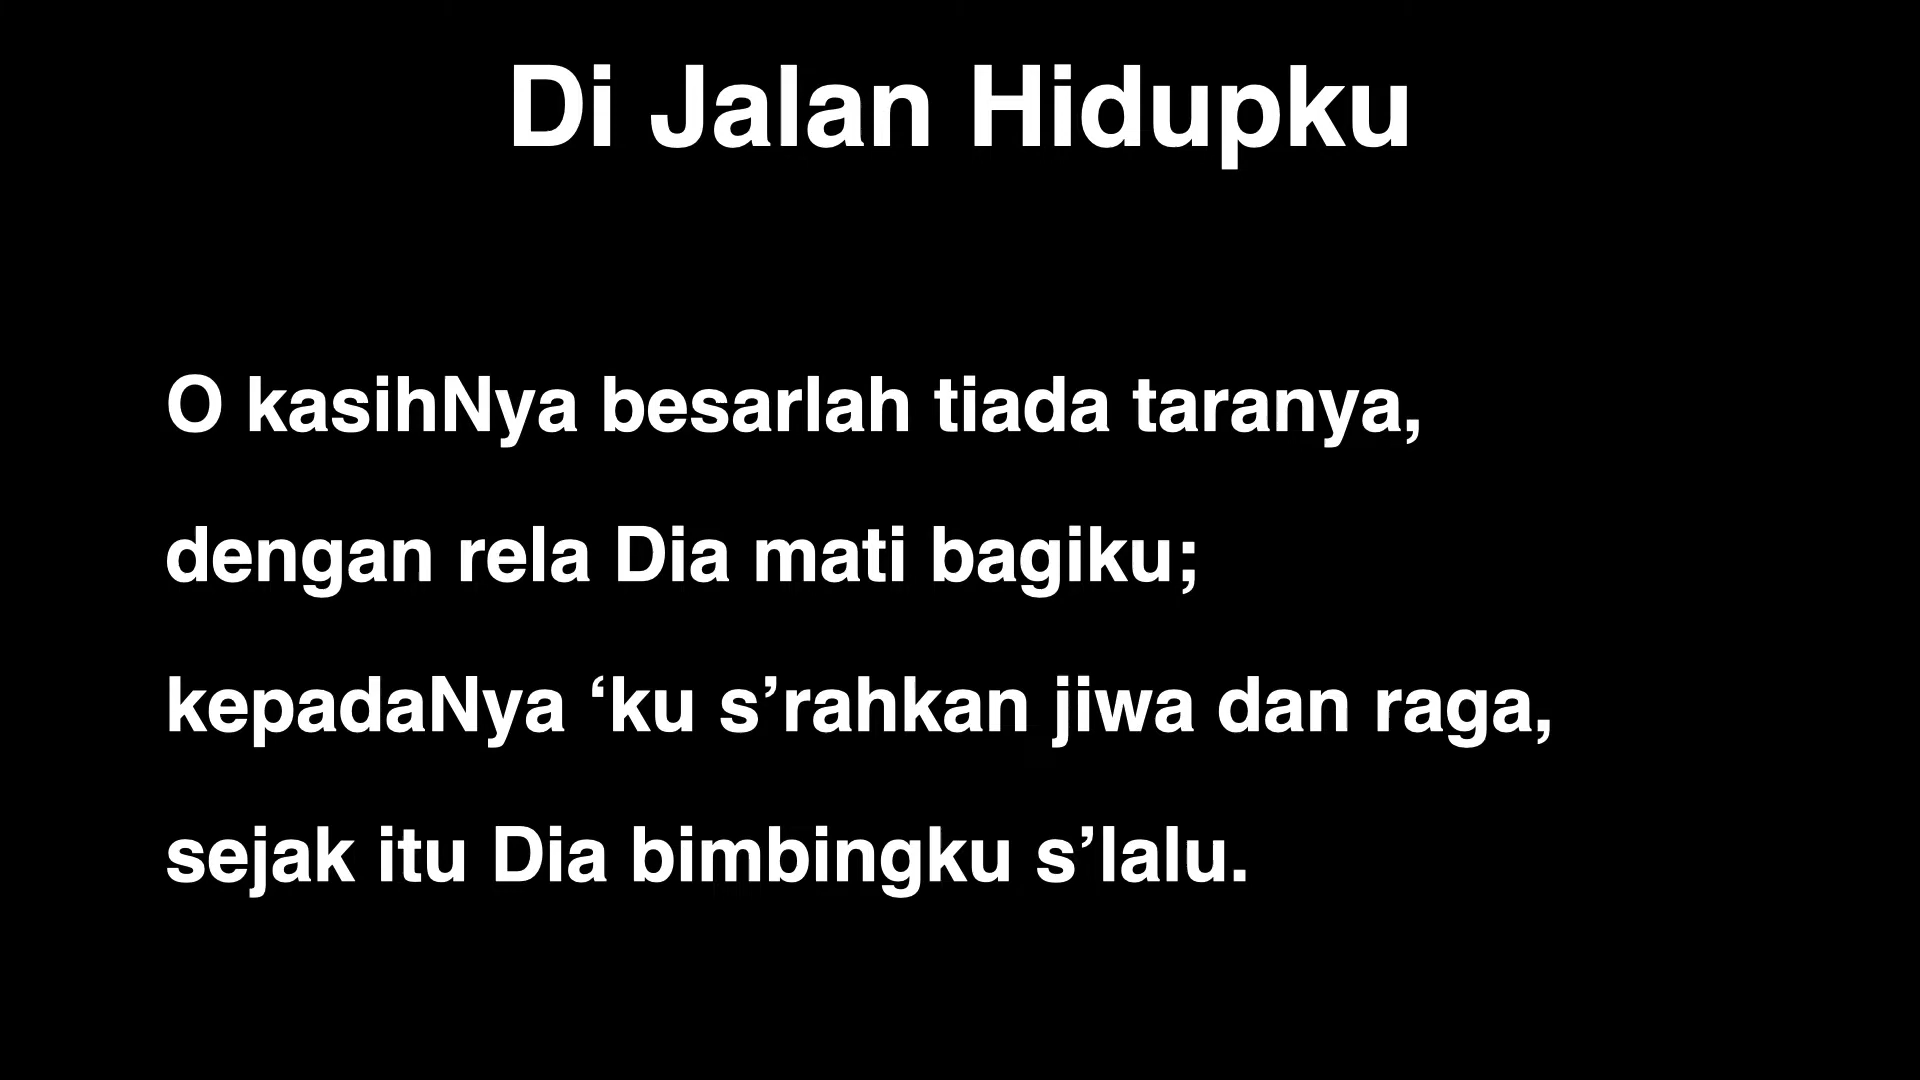 Di Jalan Hidupku
O kasihNya besarlah tiada taranya,
dengan rela Dia mati bagiku;
kepadaNya ‘ku s’rahkan jiwa dan raga,
sejak itu Dia bimbingku s’lalu.